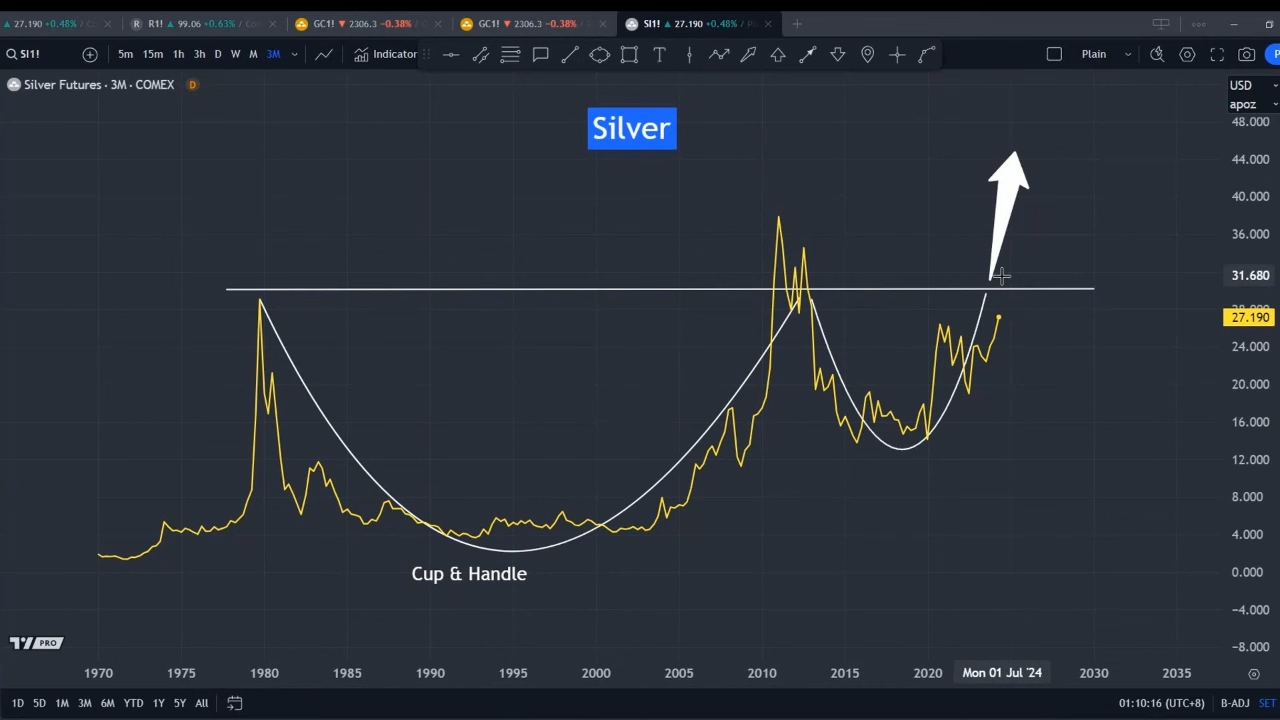 27.190 +0.48%
R1! 99.06 +0.63%
GC1! 2306.3 −0.38%
GC1! 2306.3 −0.38%
SI1! 27.190 +0.48%
SI1!
5m 15m 1h 3h D W M 3M
Indicator
Plain
Silver Futures · 3M · COMEX D
USD
apoz
Silver
48.000
44.000
40.000
36.000
31.680
27.190
24.000
20.000
16.000
12.000
8.000
4.000
0.000
−4.000
−8.000
Cup & Handle
PRO
1970 1975 1980 1985 1990 1995 2000 2005 2010 2015 2020 Mon 01 Jul '24 2030 2035
1D 5D 1M 3M 6M YTD 1Y 5Y All
01:10:16 (UTC+8) B-ADJ SET